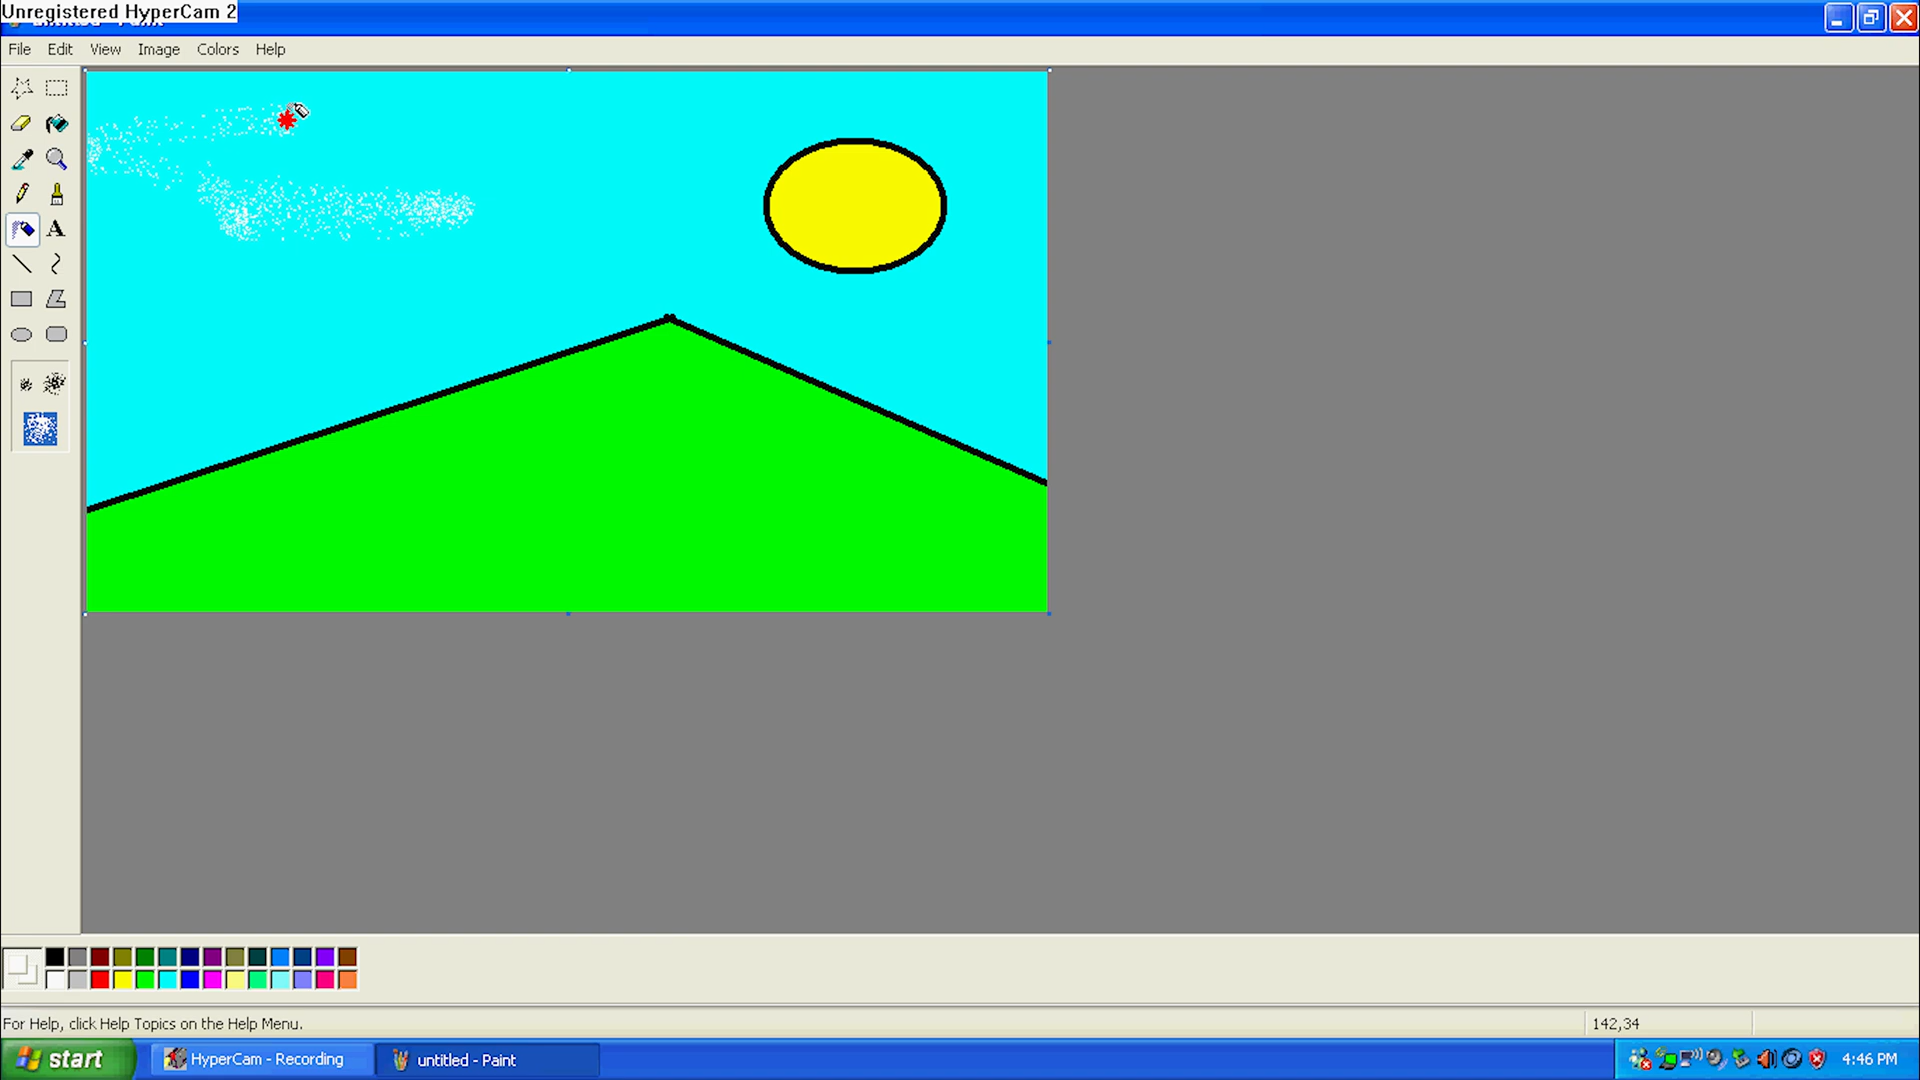 Unregistered HyperCam 2
File Edit View Image Colors Help
A
For Help, click Help Topics on the Help Menu.
142,34
start
HyperCam - Recording
untitled - Paint
4:46 PM